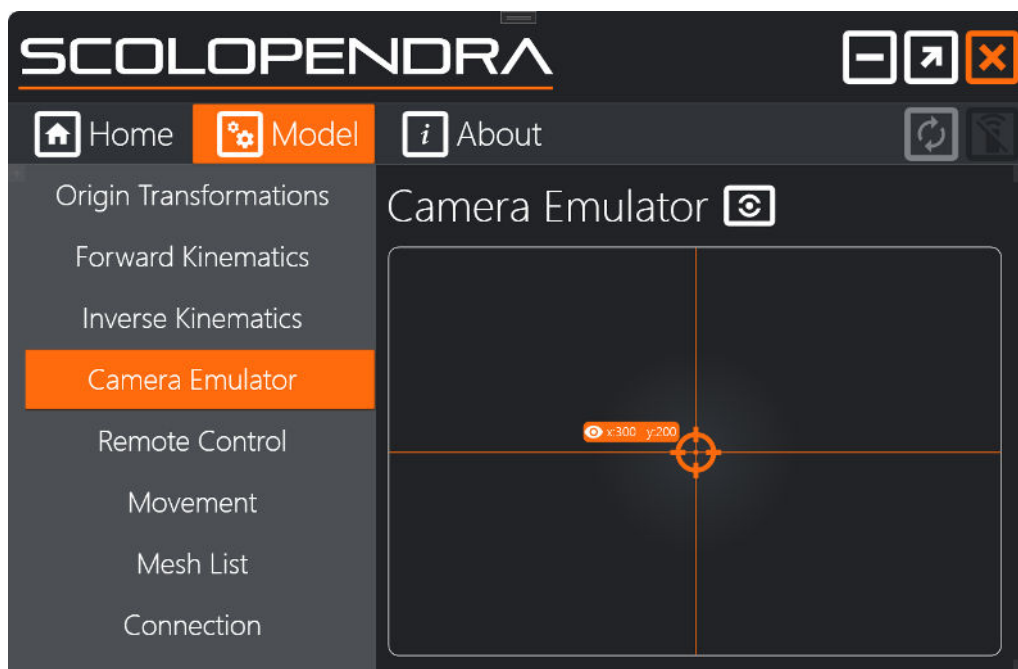 SCOLOPENDRA
Home Model i About
Origin Transformations
Forward Kinematics
Inverse Kinematics
Camera Emulator
Remote Control
Movement
Mesh List
Connection
Camera Emulator
x:300 y:200